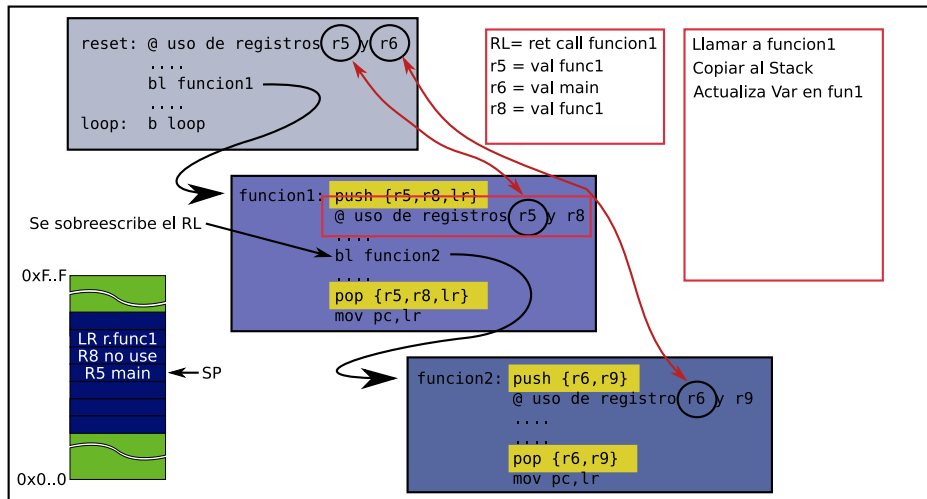 reset: @ uso de registros r5 y r6
....
bl funcion1
....
loop: b loop
RL= ret call funcion1
r5 = val func1
r6 = val main
r8 = val func1
Llamar a funcion1
Copiar al Stack
Actualiza Var en fun1
funcion1: push {r5,r8,lr}
@ uso de registros r5 y r8
....
bl funcion2
....
pop {r5,r8,lr}
mov pc,lr
Se sobreescribe el RL
0xF..F
LR r.func1
R8 no use
R5 main
SP
0x0..0
funcion2: push {r6,r9}
@ uso de registro r6 y r9
....
....
pop {r6,r9}
mov pc,lr